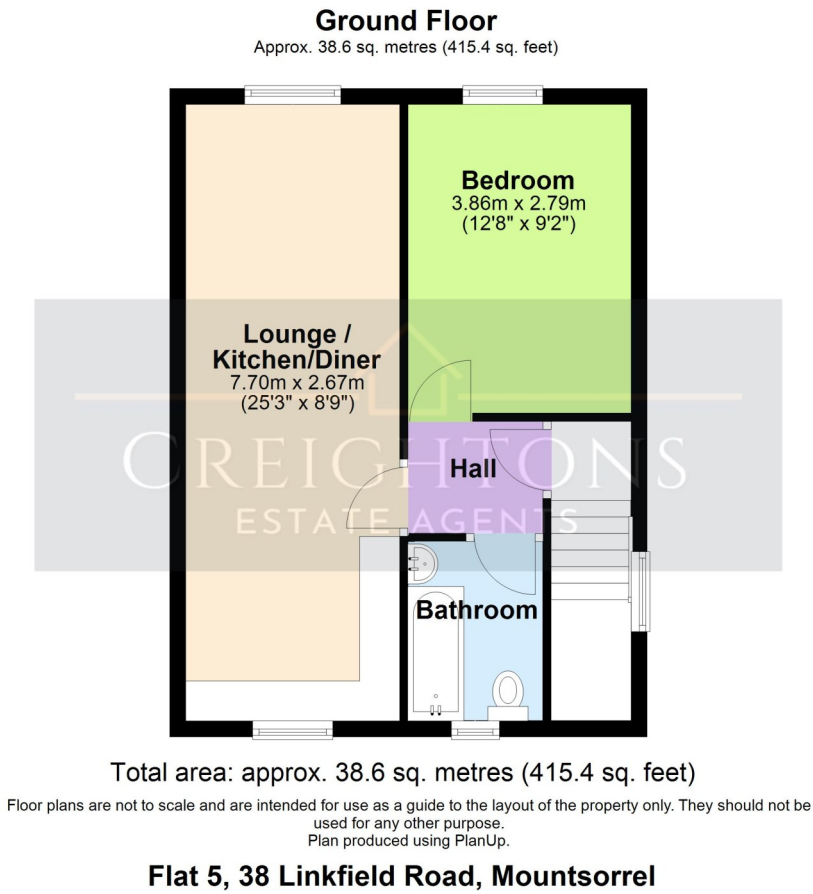 Ground Floor
Approx. 38.6 sq. metres (415.4 sq. feet)
Bedroom
3.86m x 2.79m
(12'8" x 9'2")
Lounge /
Kitchen/Diner
7.70m x 2.67m
(25'3" x 8'9")
CREIGHTONS
ESTATE AGENTS
Hall
Bathroom
Total area: approx. 38.6 sq. metres (415.4 sq. feet)
Floor plans are not to scale and are intended for use as a guide to the layout of the property only. They should not be
used for any other purpose.
Plan produced using PlanUp.
Flat 5, 38 Linkfield Road, Mountsorrel